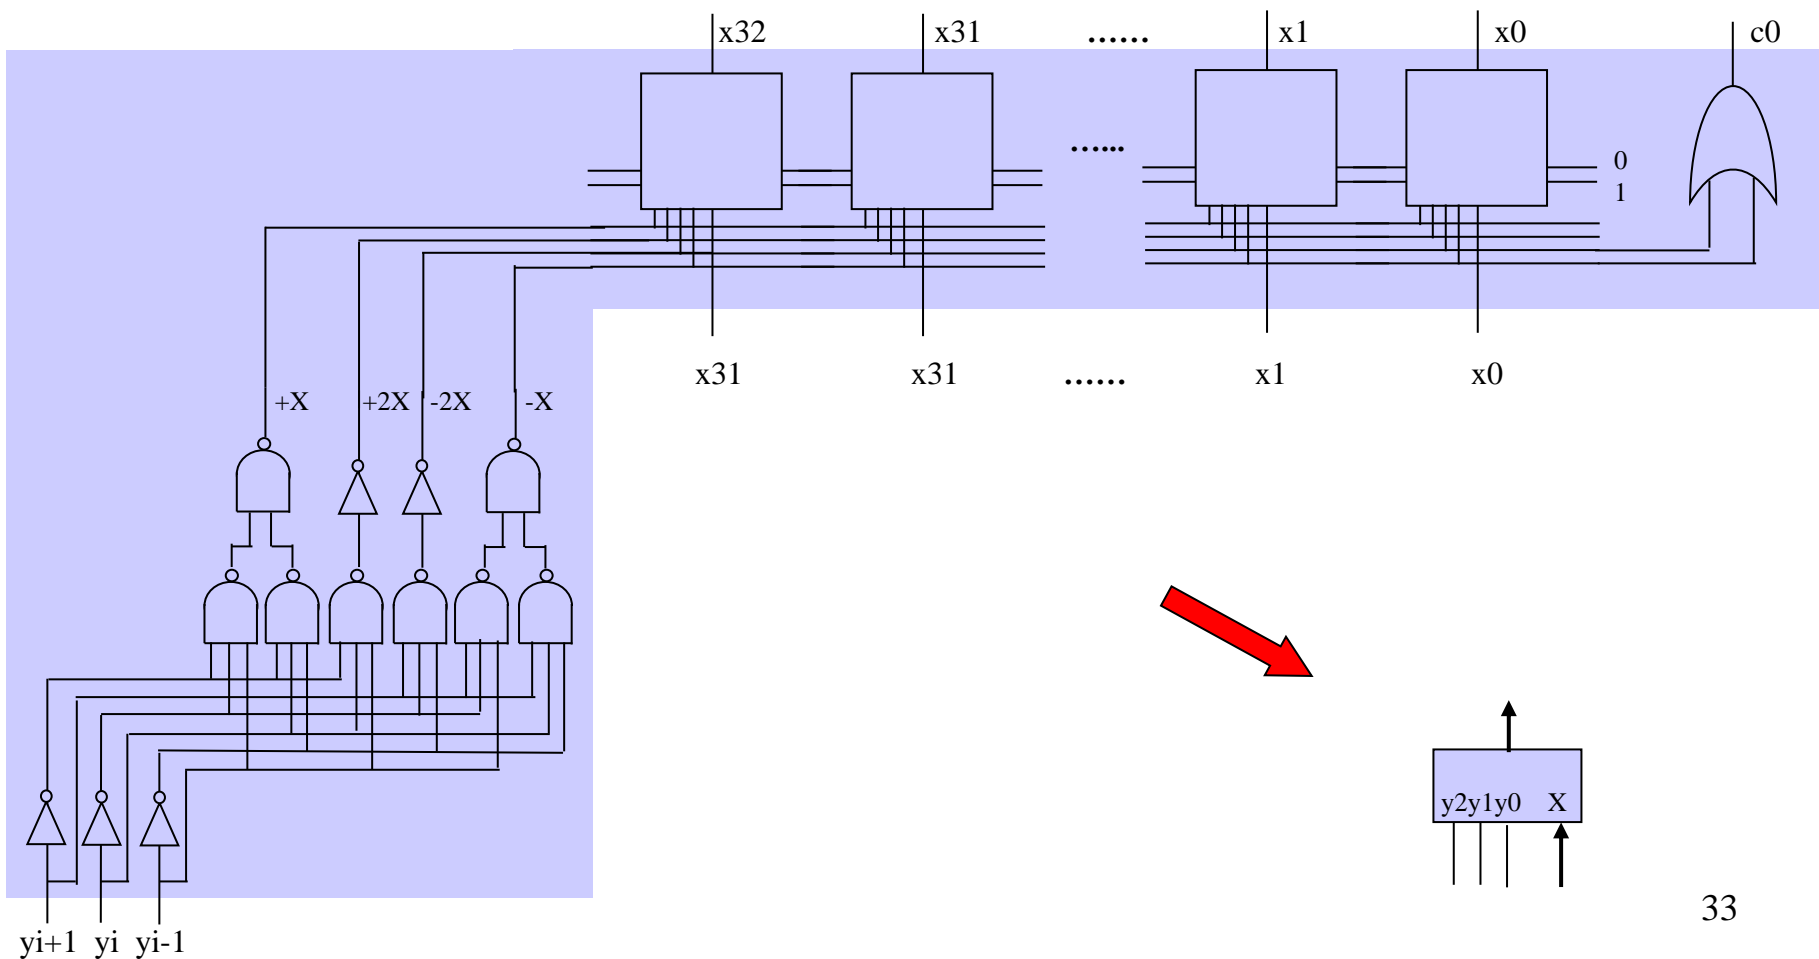 x32 x31 …… x1 x0 c0
…... 0
1
x31 x31 …… x1 x0
+X +2X -2X -X
y2y1y0 X
33
yi+1 yi yi-1